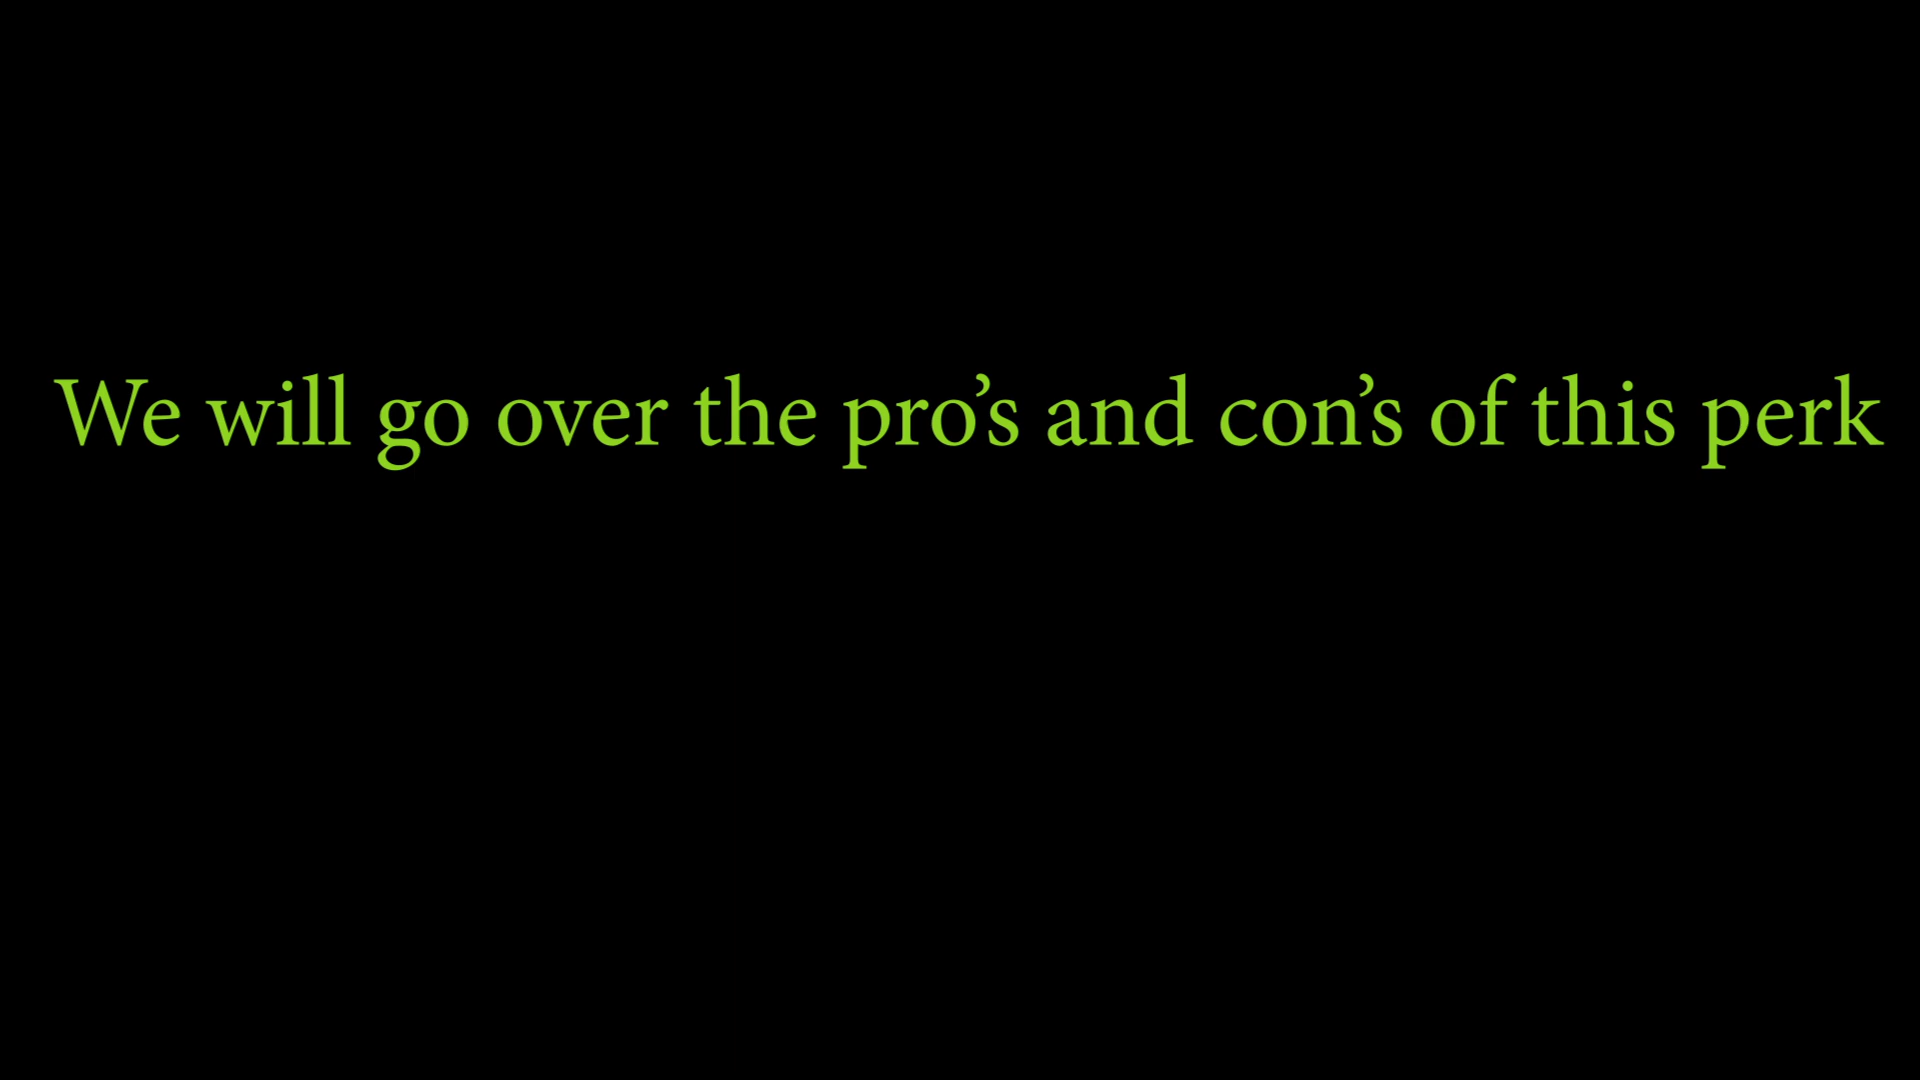 We will go over the pro’s and con’s of this perk